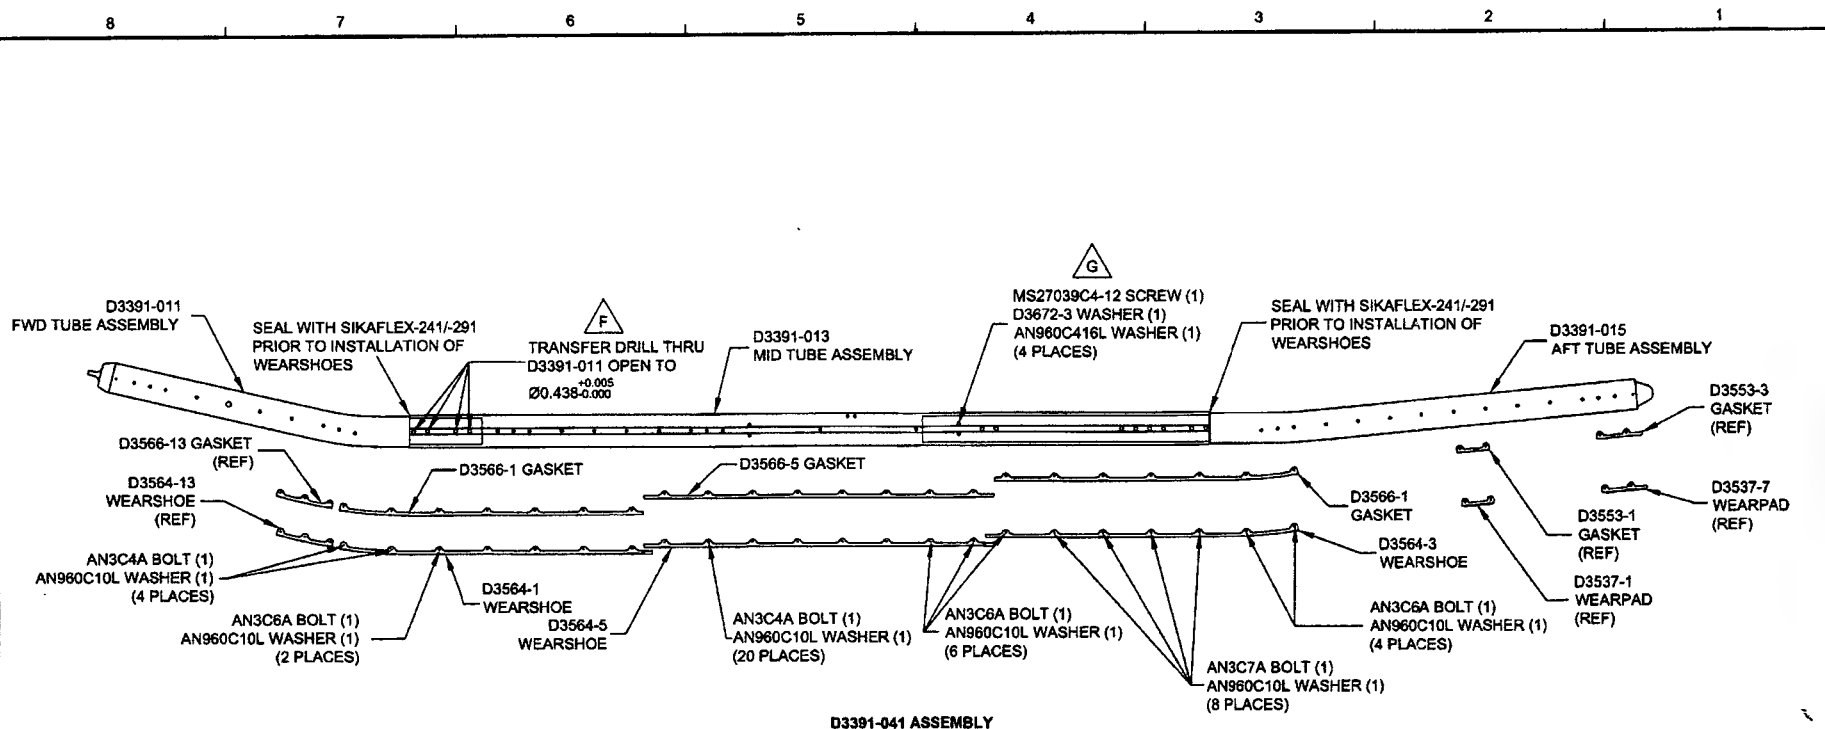 8 7 6 5 4 3 2 1
G
MS27039C4-12 SCREW (1)
D3672-3 WASHER (1)
AN960C416L WASHER (1)
(4 PLACES)
D3391-011
FWD TUBE ASSEMBLY
SEAL WITH SIKAFLEX-241/-291
PRIOR TO INSTALLATION OF
WEARSHOES
F
TRANSFER DRILL THRU
D3391-011 OPEN TO
Ø0.438+0.005
-0.000
D3391-013
MID TUBE ASSEMBLY
SEAL WITH SIKAFLEX-241/-291
PRIOR TO INSTALLATION OF
WEARSHOES
D3391-015
AFT TUBE ASSEMBLY
D3553-3
GASKET
(REF)
D3566-13 GASKET
(REF)
D3566-1 GASKET
D3566-5 GASKET
D3566-1
GASKET
D3564-13
WEARSHOE
(REF)
D3537-7
WEARPAD
(REF)
D3553-1
GASKET
(REF)
D3564-3
WEARSHOE
AN3C4A BOLT (1)
AN960C10L WASHER (1)
(4 PLACES)
D3564-1
WEARSHOE
D3537-1
WEARPAD
(REF)
AN3C6A BOLT (1)
AN960C10L WASHER (1)
(2 PLACES)
D3564-5
WEARSHOE
AN3C4A BOLT (1)
AN960C10L WASHER (1)
(20 PLACES)
AN3C6A BOLT (1)
AN960C10L WASHER (1)
(6 PLACES)
AN3C6A BOLT (1)
AN960C10L WASHER (1)
(4 PLACES)
AN3C7A BOLT (1)
AN960C10L WASHER (1)
(8 PLACES)
D3391-041 ASSEMBLY